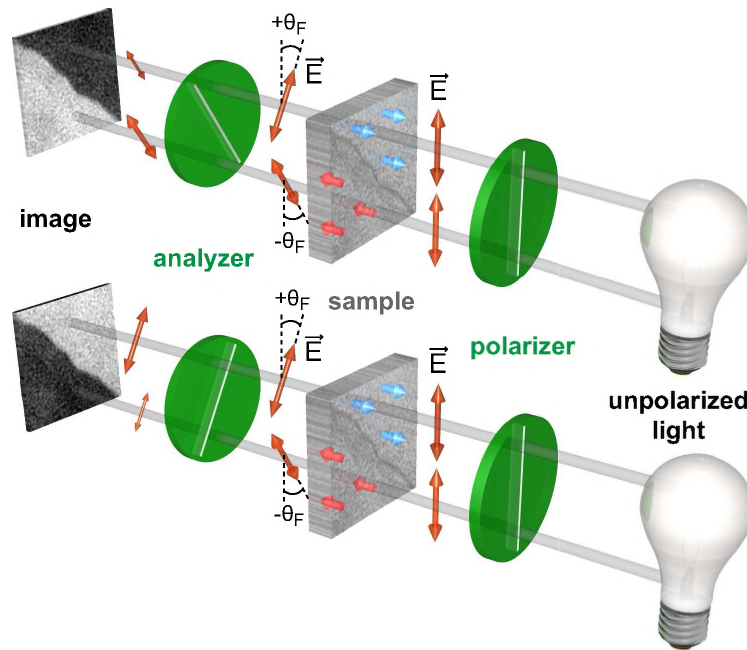 +θF
E
E
image
analyzer
-θF
+θF
sample
E
E
polarizer
unpolarized
light
-θF